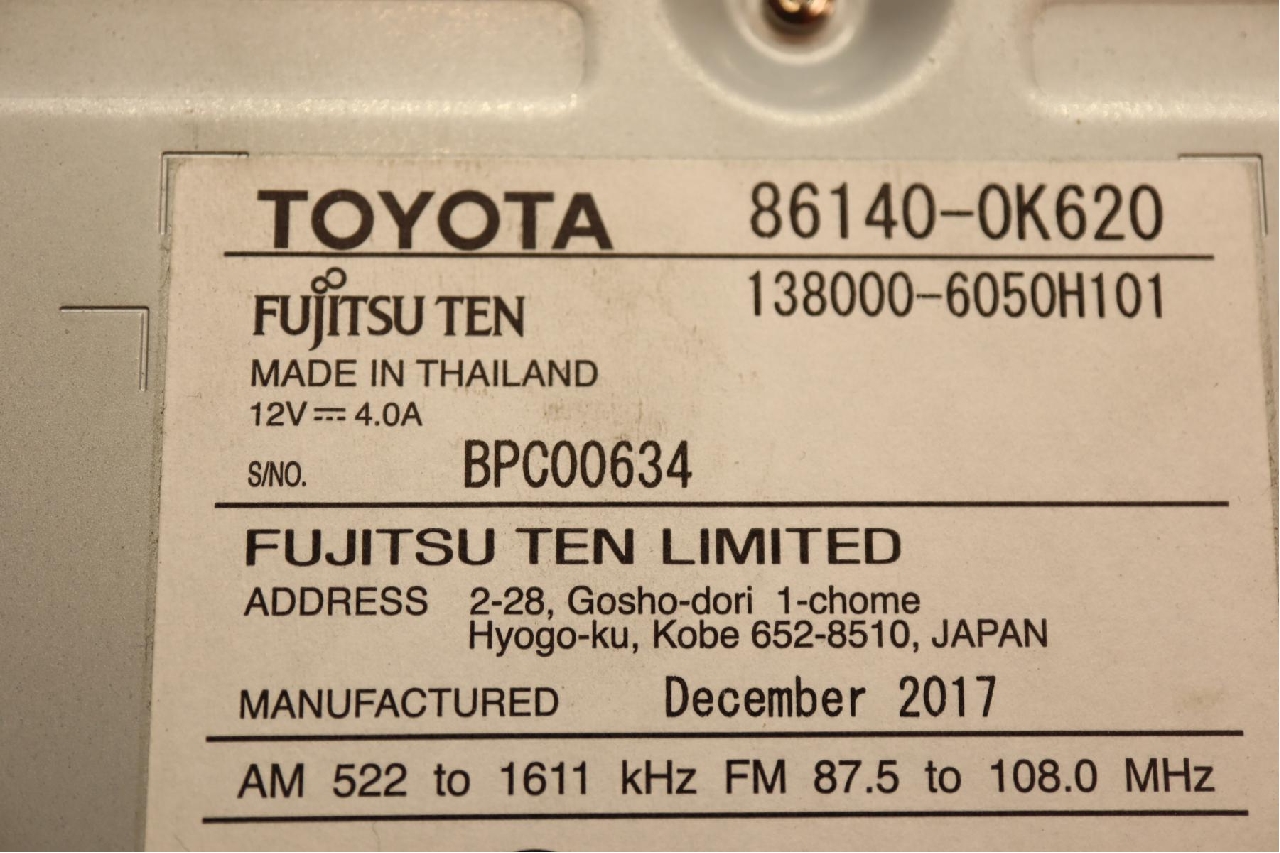 TOYOTA 86140-0K620
FUJITSU TEN 138000-6050H101
MADE IN THAILAND
12V⎓4.0A
S/NO. BPC00634
FUJITSU TEN LIMITED
ADDRESS 2-28, Gosho-dori 1-chome
Hyogo-ku, Kobe 652-8510, JAPAN
MANUFACTURED December 2017
AM 522 to 1611 kHz FM 87.5 to 108.0 MHz